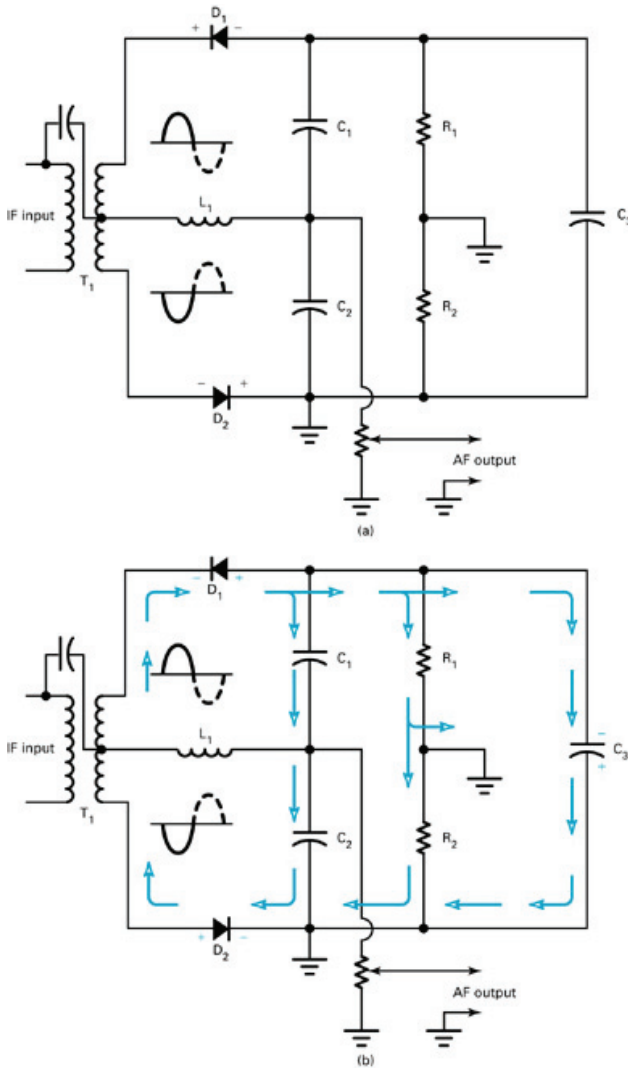 D1
+ -
C1
R1
L1
IF input
C3
T1
C2
R2
- +
D2
AF output
(a)
- +
D1
C1
R1
L1
IF input
-
C3
+
T1
C2
R2
+ -
D2
AF output
(b)